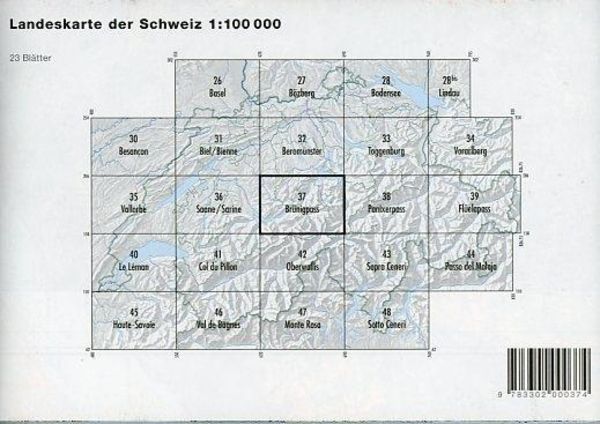 Landeskarte der Schweiz 1:100 000
23 Blätter
26 27 28 28bis
Basel Bözberg Bodensee Lindau
30 31 32 33 34
Besançon Biel/Bienne Beromünster Toggenburg Vorarlberg
35 36 37 38 39
Vallorbe Saane/Sarine Brünigpass Panixerpass Flüelapass
40 41 42 43 44
Le Léman Col du Pillon Oberwallis Sopra Ceneri Passo del Maloja
45 46 47 48
Haute-Savoie Val de Bagnes Monte Rosa Sotto Ceneri
9 783302 000374